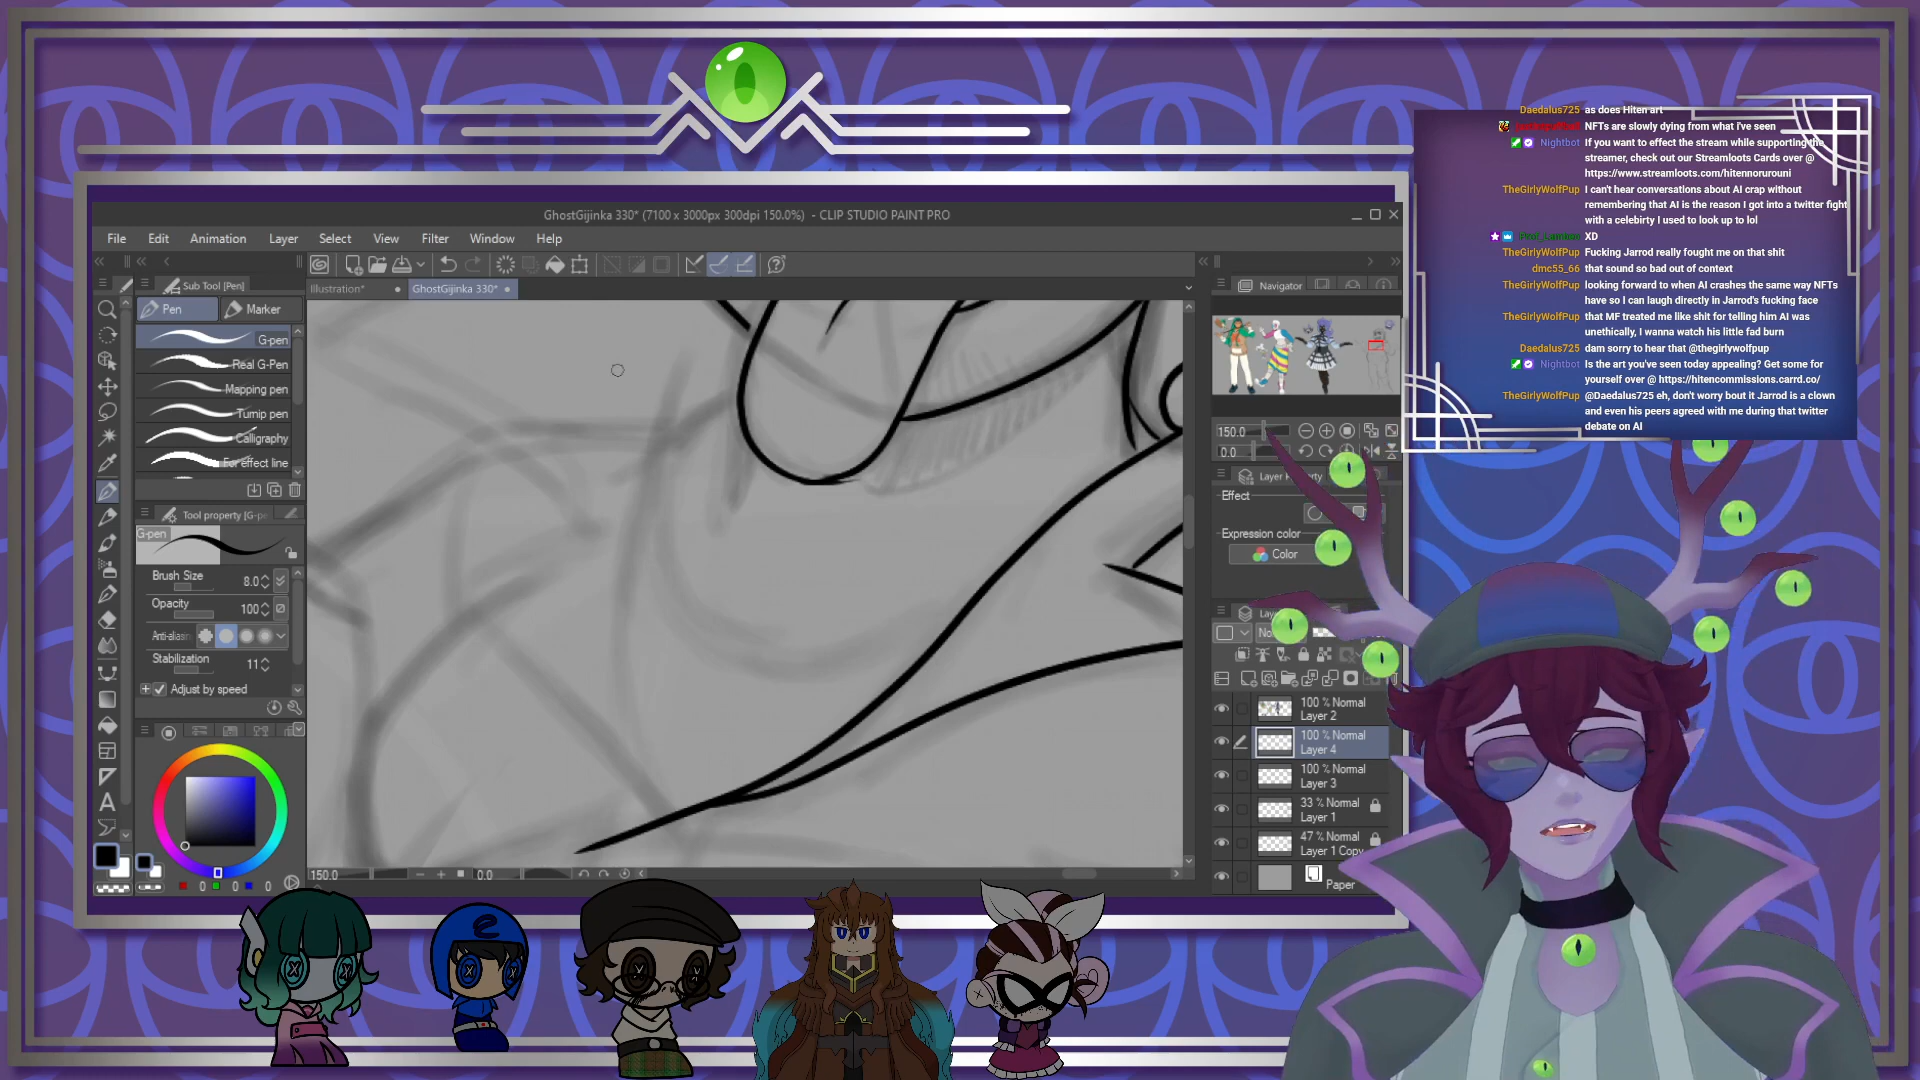 GhostGijinka 330* (7100 x 3000px 300dpi 150.0%) - CLIP STUDIO PAINT PRO
File Edit Animation Layer Select View Filter Window Help
Sub Tool [Pen]
Illustration*
GhostGijinka 330*
Pen
Marker
G-pen
Real G-Pen
Mapping pen
Turnip pen
Calligraphy
For effect line
Tool property [G-pe
G-pen
Brush Size 8.0
Opacity 100
Anti-aliasin
Stabilization 11
Adjust by speed
0 0 0
150.0 0.0
Navigator
150.0
0.0
Layer Property
Effect
Expression color
Color
100 % Normal
Layer 2
100 % Normal
Layer 4
100 % Normal
Layer 3
33 % Normal
Layer 1
47 % Normal
Layer 1 Copy
Paper
Daedalus725 as does Hiten art
NFTs are slowly dying from what i've seen
Nightbot If you want to effect the stream while supporting the
streamer, check out our Streamloots Cards over @
https://www.streamloots.com/hitennorurouni
TheGirlyWolfPup I can't hear conversations about AI crap without
remembering that AI is the reason I got into a twitter fight
with a celebirty I used to look up to lol
XD
TheGirlyWolfPup Fucking Jarrod really fought me on that shit
dmc55_66 that sound so bad out of context
TheGirlyWolfPup looking forward to when AI crashes the same way NFTs
have so I can laugh directly in Jarrod's fucking face
TheGirlyWolfPup that MF treated me like shit for telling him AI was
unethically, I wanna watch his little fad burn
Daedalus725 dam sorry to hear that @thegirlywolfpup
Nightbot Is the art you've seen today appealing? Get some for
yourself over @ https://hitencommissions.carrd.co/
TheGirlyWolfPup @Daedalus725 eh, don't worry bout it Jarrod is a clown
and even his peers agreed with me during that twitter
debate on AI